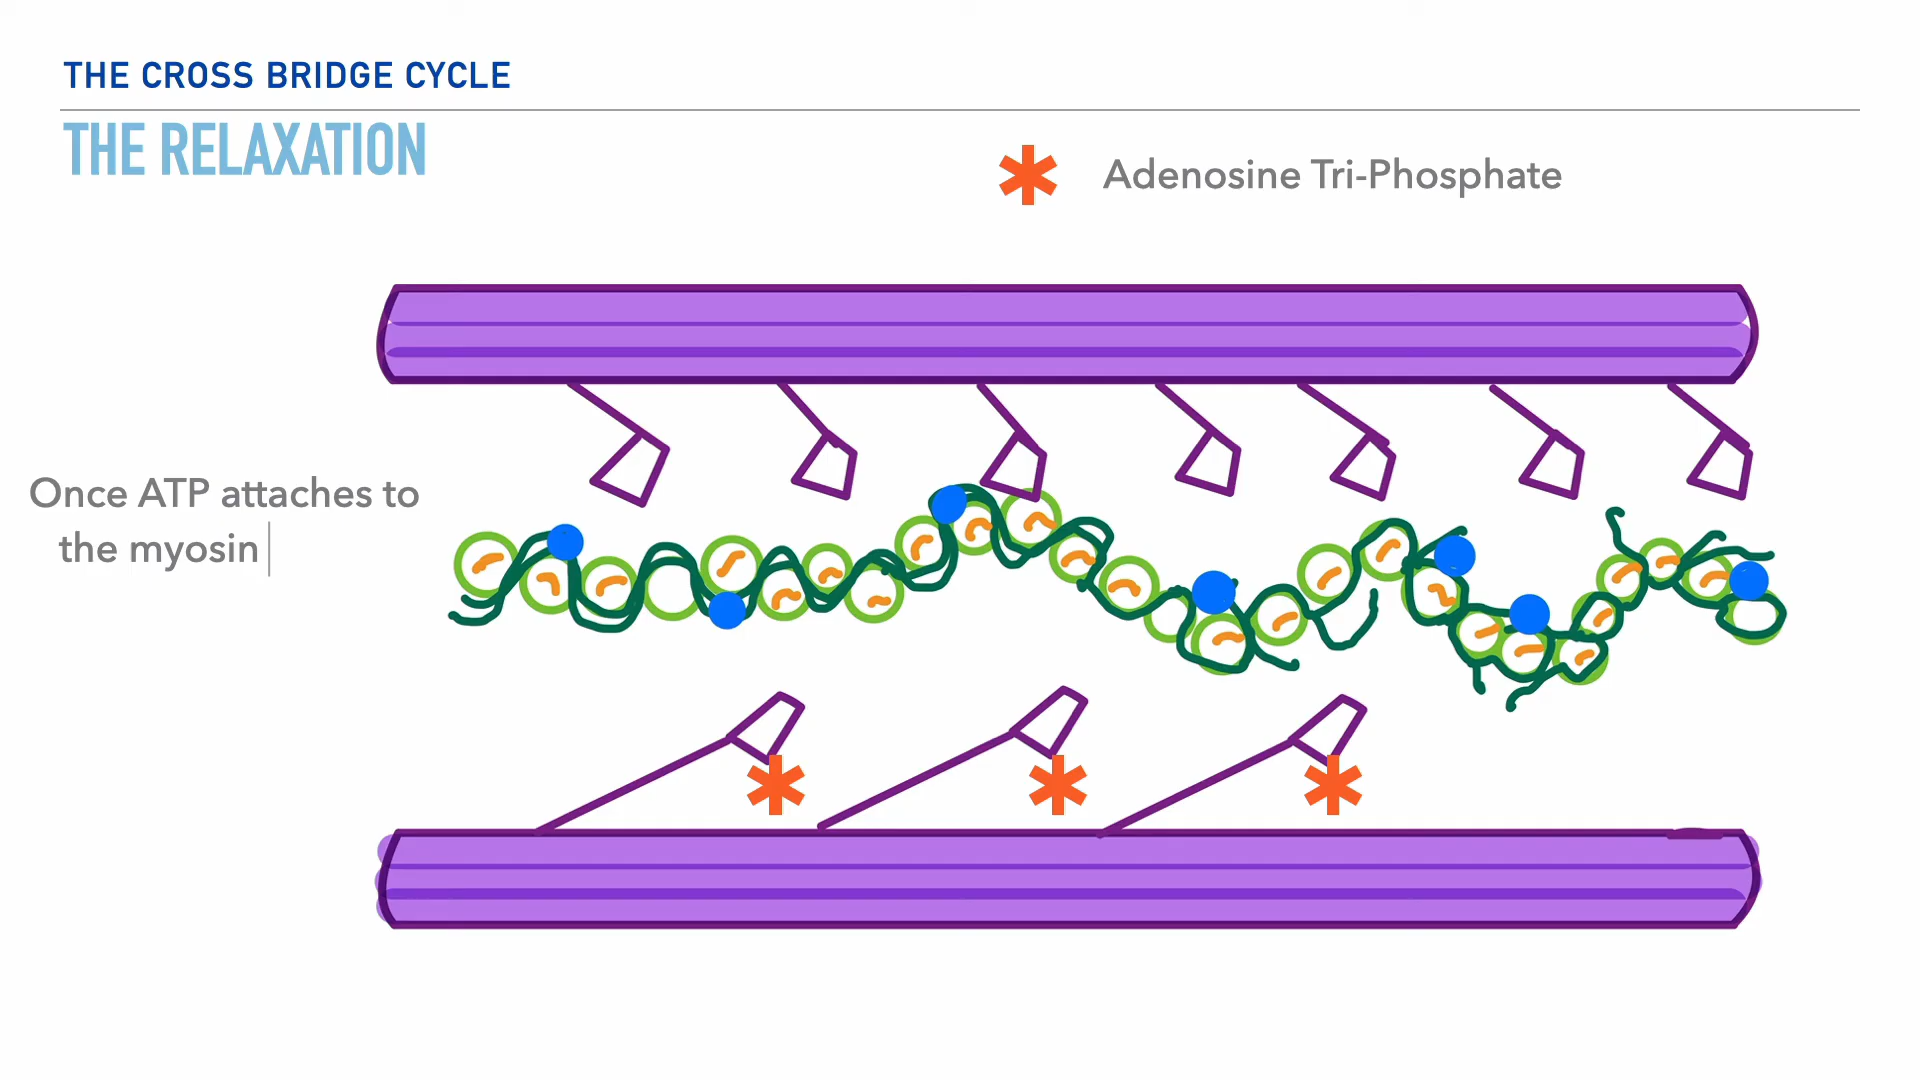 THE CROSS BRIDGE CYCLE
THE RELAXATION
Adenosine Tri-Phosphate
Once ATP attaches to
the myosin